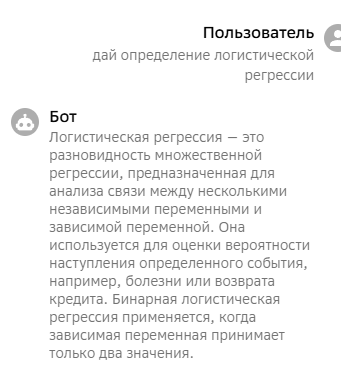 Пользователь
дай определение логистической
регрессии
Бот
Логистическая регрессия — это
разновидность множественной
регрессии, предназначенная для
анализа связи между несколькими
независимыми переменными и
зависимой переменной. Она
используется для оценки вероятности
наступления определенного события,
например, болезни или возврата
кредита. Бинарная логистическая
регрессия применяется, когда
зависимая переменная принимает
только два значения.